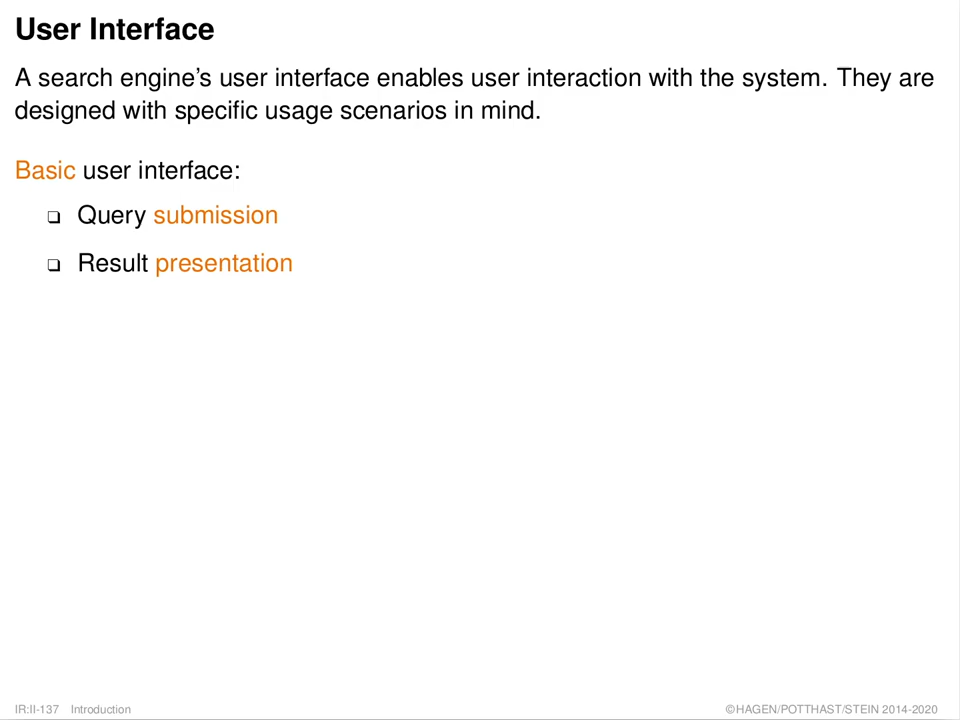 User Interface
A search engine’s user interface enables user interaction with the system. They are
designed with specific usage scenarios in mind.
Basic user interface:
❑ Query submission
❑ Result presentation
IR:II-137 Introduction ©HAGEN/POTTHAST/STEIN 2014-2020